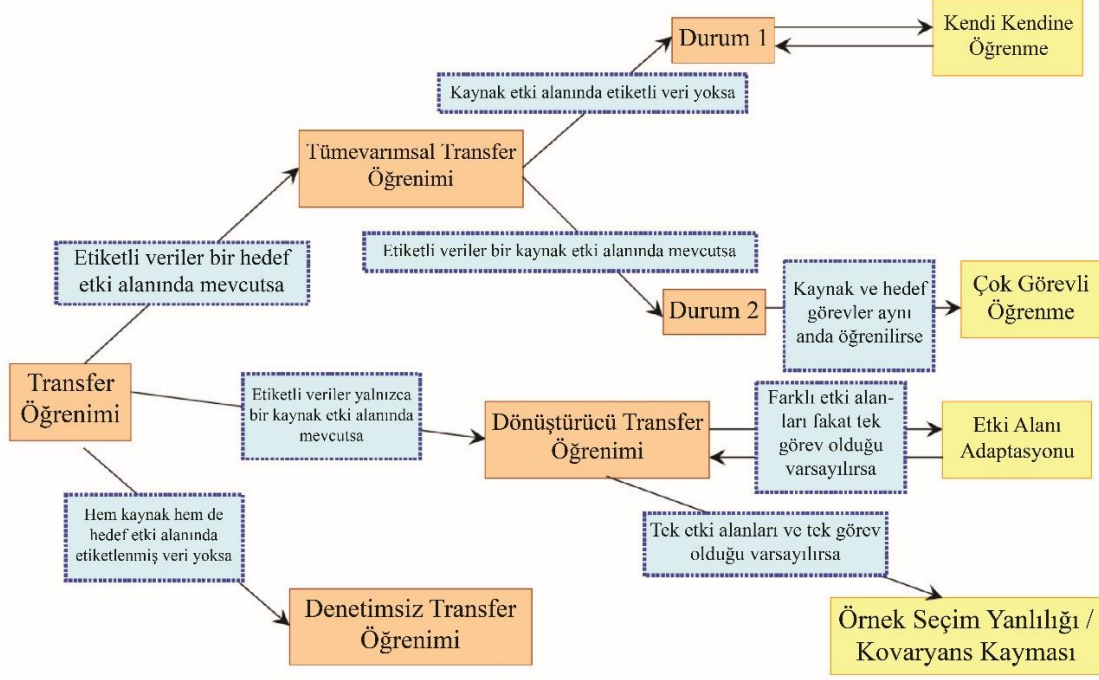 Durum 1
Kendi Kendine
Öğrenme
Kaynak etki alanında etiketli veri yoksa
Tümevarımsal Transfer
Öğrenimi
Etiketli veriler bir hedef
etki alanında mevcutsa
Etiketli veriler bir kaynak etki alanında mevcutsa
Durum 2
Kaynak ve hedef
görevler aynı
anda öğrenilirse
Çok Görevli
Öğrenme
Transfer
Öğrenimi
Etiketli veriler yalnızca
bir kaynak etki alanında
mevcutsa
Dönüştürücü Transfer
Öğrenimi
Farklı etki alan-
ları fakat tek
görev olduğu
varsayılırsa
Etki Alanı
Adaptasyonu
Hem kaynak hem de
hedef etki alanında
etiketlenmiş veri yoksa
Tek etki alanları ve tek görev
olduğu varsayılırsa
Denetimsiz Transfer
Öğrenimi
Örnek Seçim Yanlılığı /
Kovaryans Kayması